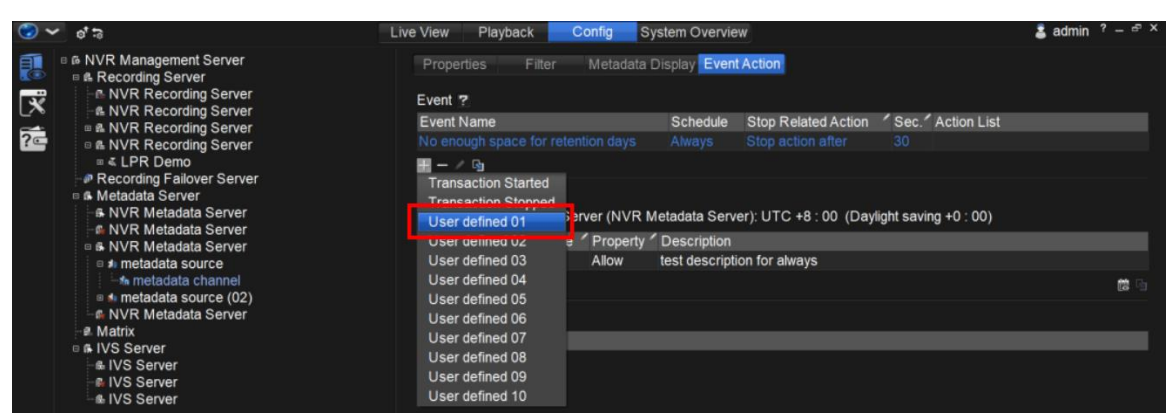 Live View Playback Config System Overview admin ? – ×
NVR Management Server
Recording Server
NVR Recording Server
NVR Recording Server
NVR Recording Server
NVR Recording Server
LPR Demo
Recording Failover Server
Metadata Server
NVR Metadata Server
NVR Metadata Server
NVR Metadata Server
metadata source
metadata channel
metadata source (02)
NVR Metadata Server
Matrix
IVS Server
IVS Server
IVS Server
IVS Server
Properties Filter Metadata Display Event Action
Event ?
Event Name Schedule Stop Related Action Sec. Action List
No enough space for retention days Always Stop action after 30
Transaction Started
Transaction Stopped
User defined 01
User defined 02
User defined 03
User defined 04
User defined 05
User defined 06
User defined 07
User defined 08
User defined 09
User defined 10
Server (NVR Metadata Server): UTC +8 : 00 (Daylight saving +0 : 00)
Property Description
Allow test description for always